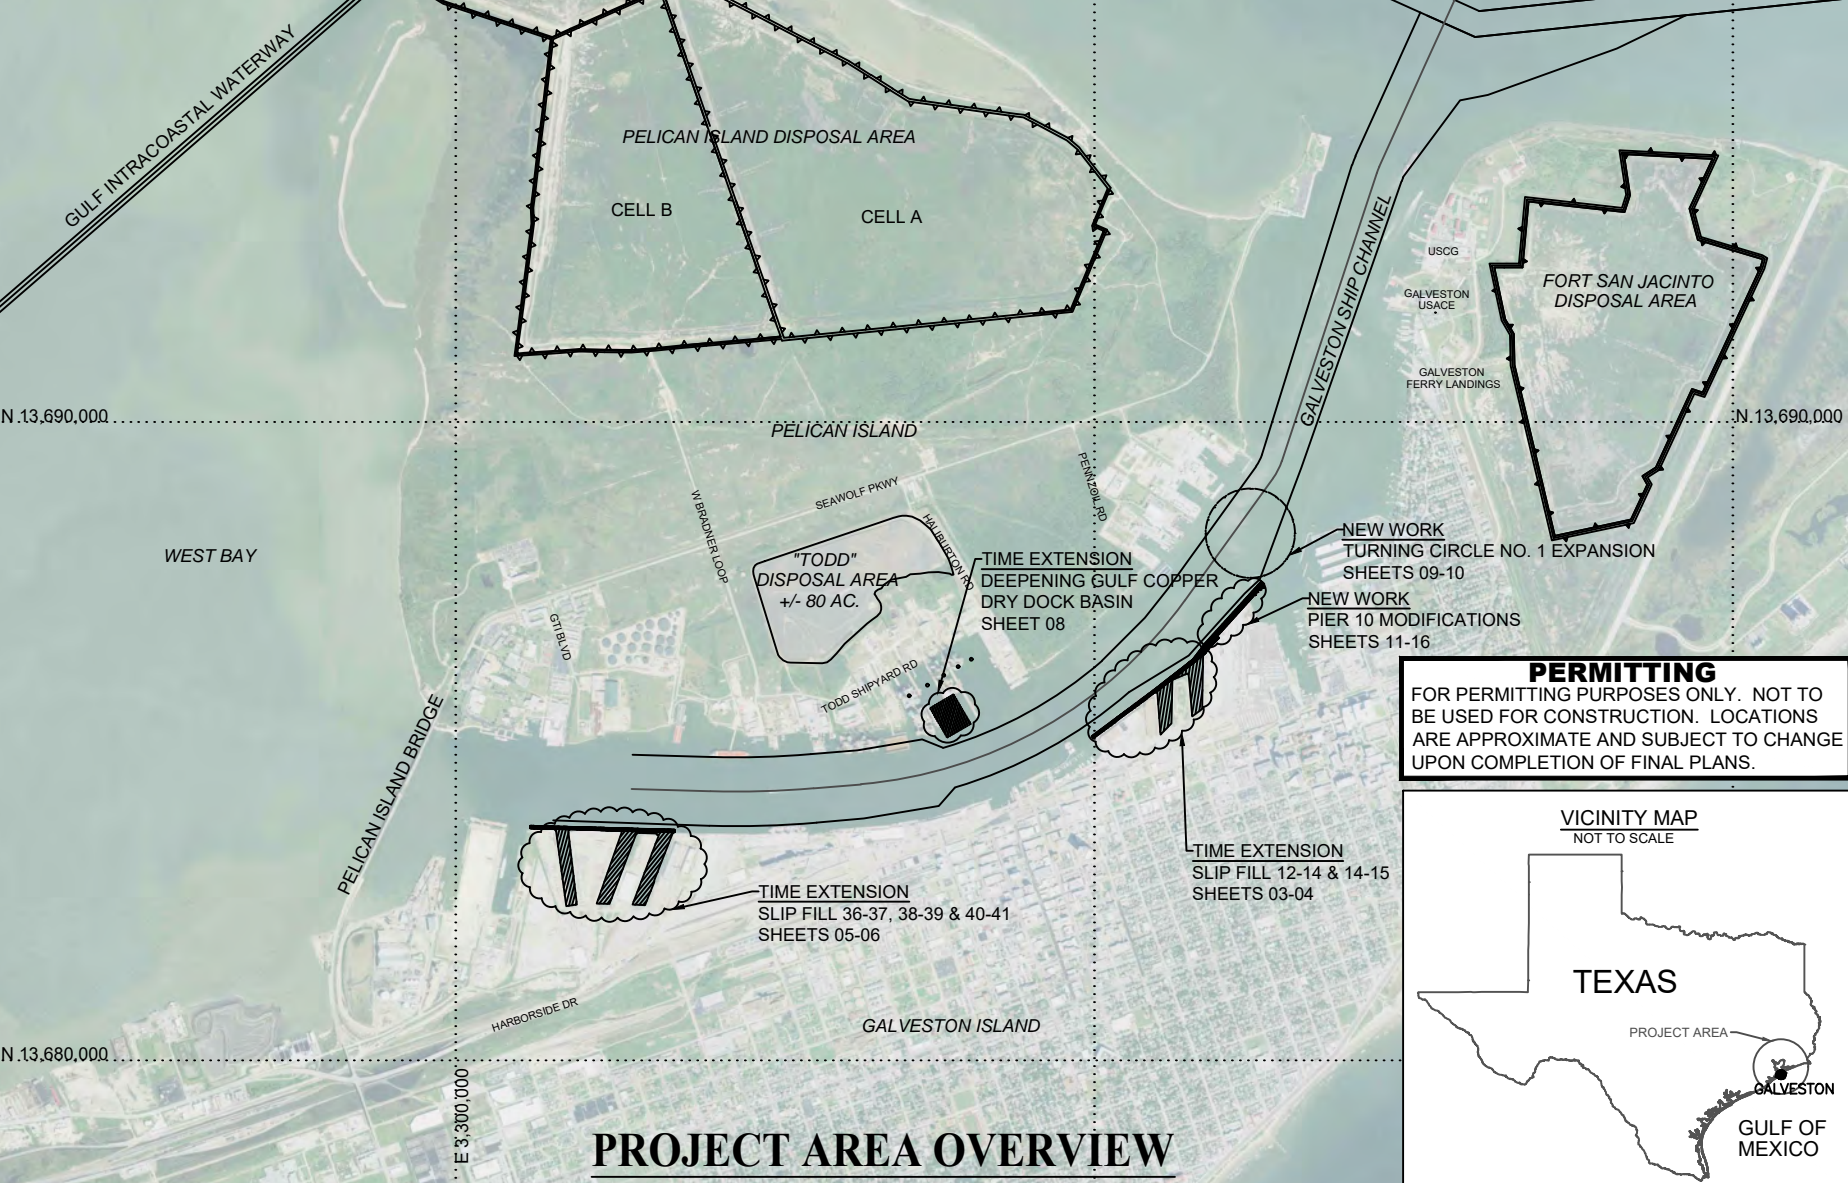 GULF INTRACOASTAL WATERWAY
PELICAN ISLAND DISPOSAL AREA
CELL B
CELL A
GALVESTON SHIP CHANNEL
USCG
GALVESTON
USACE
GALVESTON
FERRY LANDINGS
FORT SAN JACINTO
DISPOSAL AREA
N 13,690,000
N 13,690,000
PELICAN ISLAND
SEAWOLF PKWY
W BRADNER LOOP
PENNZOIL RD
HALIBURTON RD
WEST BAY
"TODD"
DISPOSAL AREA
+/- 80 AC.
TIME EXTENSION
DEEPENING GULF COPPER
DRY DOCK BASIN
SHEET 08
NEW WORK
TURNING CIRCLE NO. 1 EXPANSION
SHEETS 09-10
NEW WORK
PIER 10 MODIFICATIONS
SHEETS 11-16
GTI BLVD
TODD SHIPYARD RD
PELICAN ISLAND BRIDGE
PERMITTING
FOR PERMITTING PURPOSES ONLY. NOT TO
BE USED FOR CONSTRUCTION. LOCATIONS
ARE APPROXIMATE AND SUBJECT TO CHANGE
UPON COMPLETION OF FINAL PLANS.
TIME EXTENSION
SLIP FILL 12-14 & 14-15
SHEETS 03-04
TIME EXTENSION
SLIP FILL 36-37, 38-39 & 40-41
SHEETS 05-06
HARBORSIDE DR
GALVESTON ISLAND
N 13,680,000
E 3,300,000
VICINITY MAP
NOT TO SCALE
TEXAS
PROJECT AREA
GALVESTON
GULF OF
MEXICO
PROJECT AREA OVERVIEW